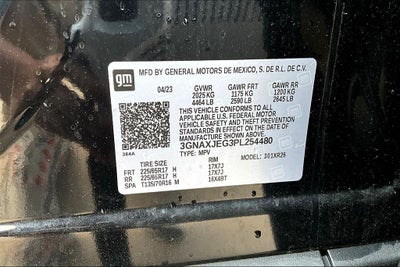 gm
MFD BY GENERAL MOTORS DE MEXICO, S. DE R.L. DE C.V.
04/23 GVWR GAWR FRT GAWR RR
2025 KG 1175 KG 1200 KG
4464 LB 2590 LB 2645 LB
THIS VEHICLE CONFORMS TO ALL
APPLICABLE U.S. FEDERAL MOTOR
VEHICLE SAFETY, BUMPER, AND
THEFT PREVENTION STANDARDS
IN EFFECT ON THE DATE OF
MANUFACTURE SHOWN ABOVE.
3GNAXJEG3PL254480
TYPE: MPV
TIRE SIZE RIM
FRT 225/65R17 H 17X7J
RR 225/65R17 H 17X7J
SPA T135/70R16 M 16X4BT